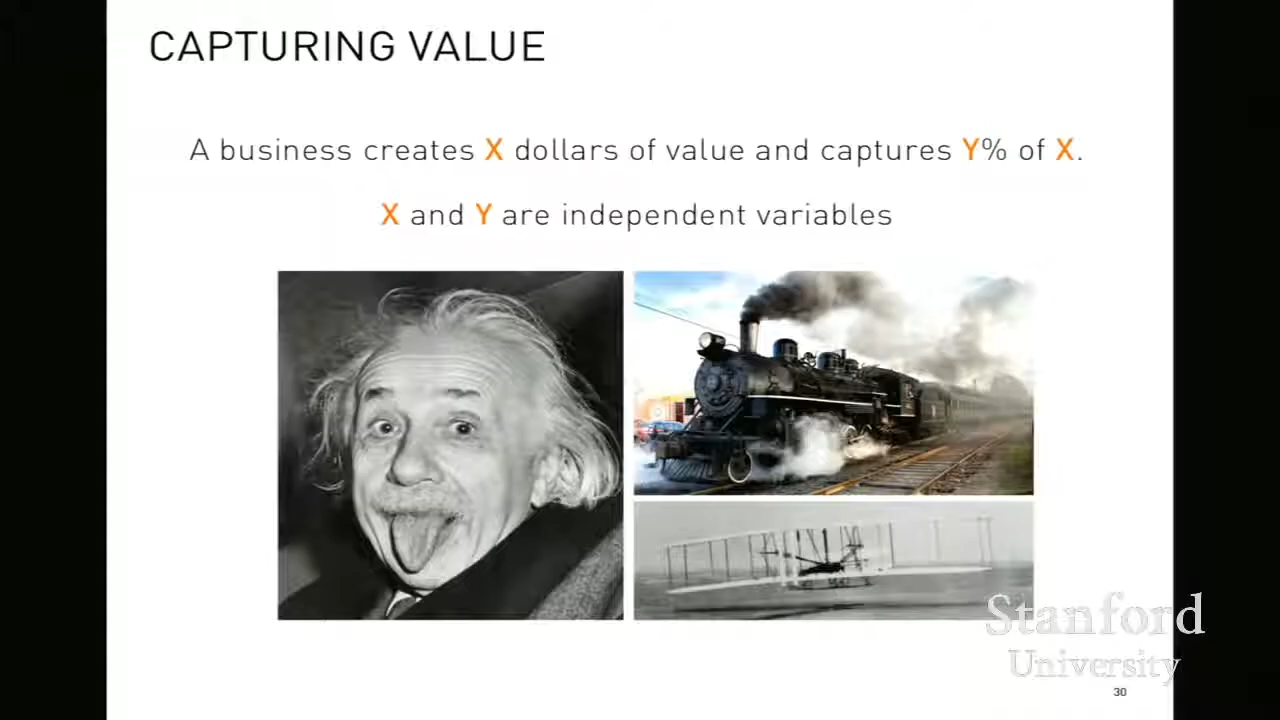 CAPTURING VALUE
A business creates X dollars of value and captures Y% of X.
X and Y are independent variables
Stanford
University
30